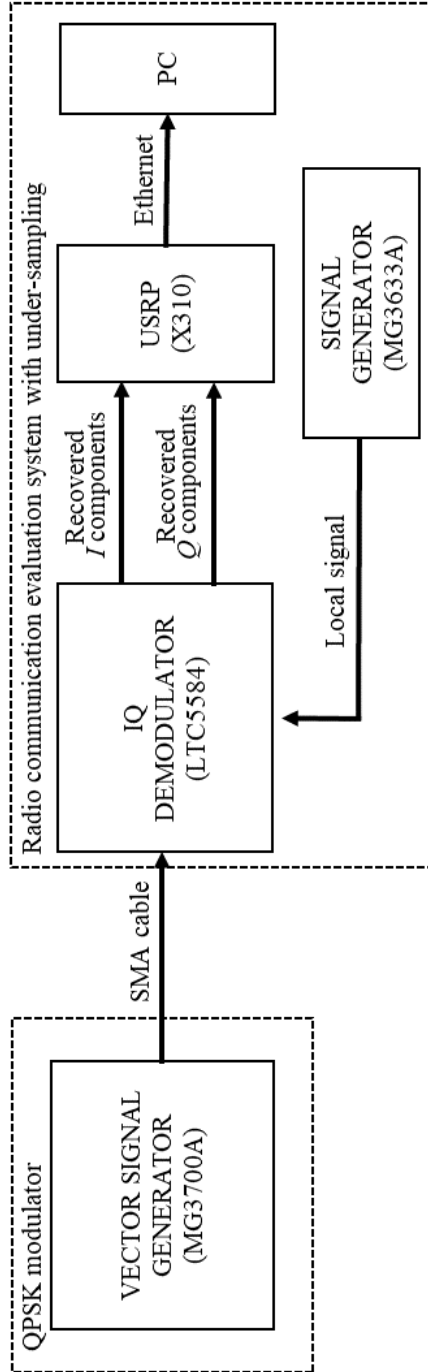 QPSK modulator
VECTOR SIGNAL
GENERATOR
(MG3700A)
SMA cable
Radio communication evaluation system with under-sampling
IQ
DEMODULATOR
(LTC5584)
Recovered
I components
Recovered
Q components
USRP
(X310)
Ethernet
PC
Local signal
SIGNAL
GENERATOR
(MG3633A)